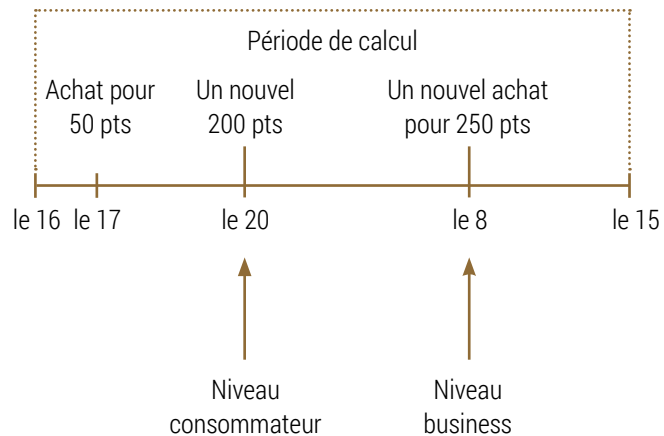 Période de calcul
Achat pour
50 pts
Un nouvel
200 pts
Un nouvel achat
pour 250 pts
le 16
le 17
le 20
le 8
le 15
Niveau
consommateur
Niveau
business